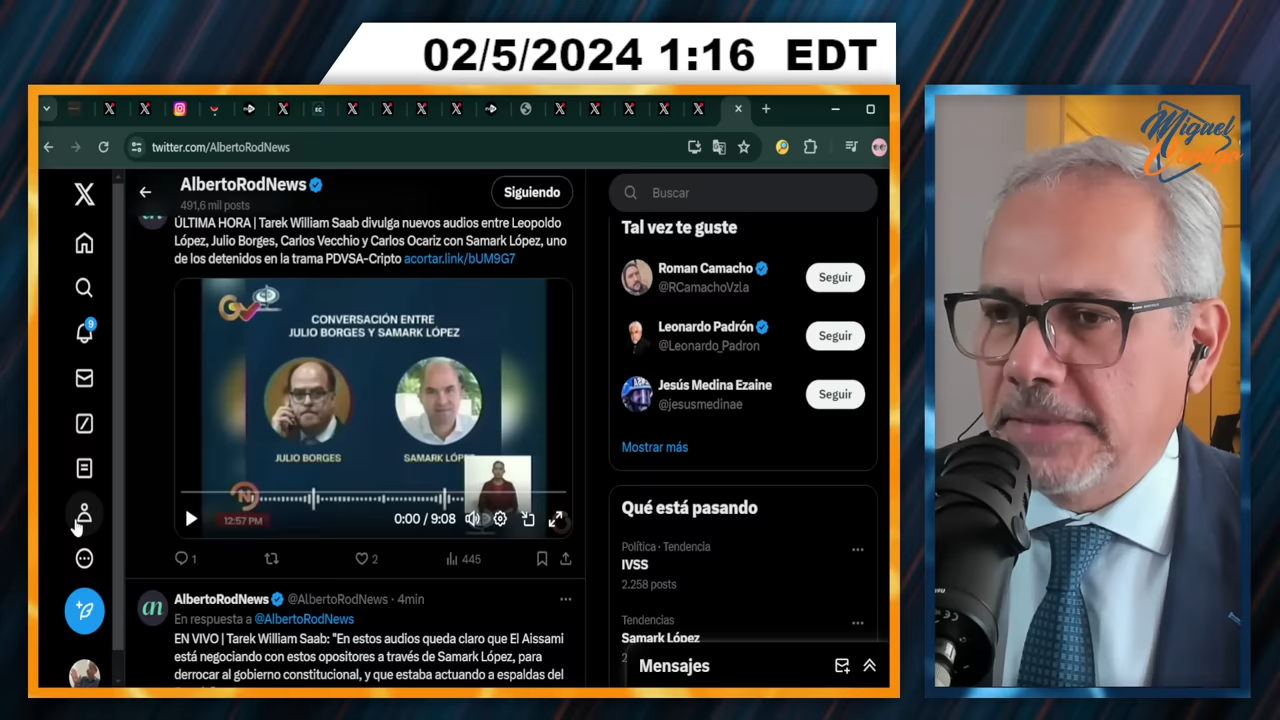 02/5/2024 1:16 EDT
twitter.com/AlbertoRodNews
AlbertoRodNews
491,6 mil posts
Siguiendo
Buscar
ÚLTIMA HORA | Tarek William Saab divulga nuevos audios entre Leopoldo
López, Julio Borges, Carlos Vecchio y Carlos Ocariz con Samark López, uno
de los detenidos en la trama PDVSA-Cripto acortar.link/bUM9G7
CONVERSACIÓN ENTRE
JULIO BORGES Y SAMARK LÓPEZ
JULIO BORGES
12:57 PM
0:00 / 9:08
1
2
445
AlbertoRodNews @AlbertoRodNews · 4min
En respuesta a @AlbertoRodNews
EN VIVO | Tarek William Saab: "En estos audios queda claro que El Aissami
está negociando con estos opositores a través de Samark López, para
derrocar al gobierno constitucional, y que estaba actuando a espaldas del
9
Tal vez te guste
Roman Camacho
@RCamachoVzla
Seguir
Leonardo Padrón
@Leonardo_Padron
Seguir
Jesús Medina Ezaine
@jesusmedinae
Seguir
Mostrar más
Qué está pasando
Política · Tendencia
IVSS
2.258 posts
Tendencias
Samark López
Mensajes
Miguel